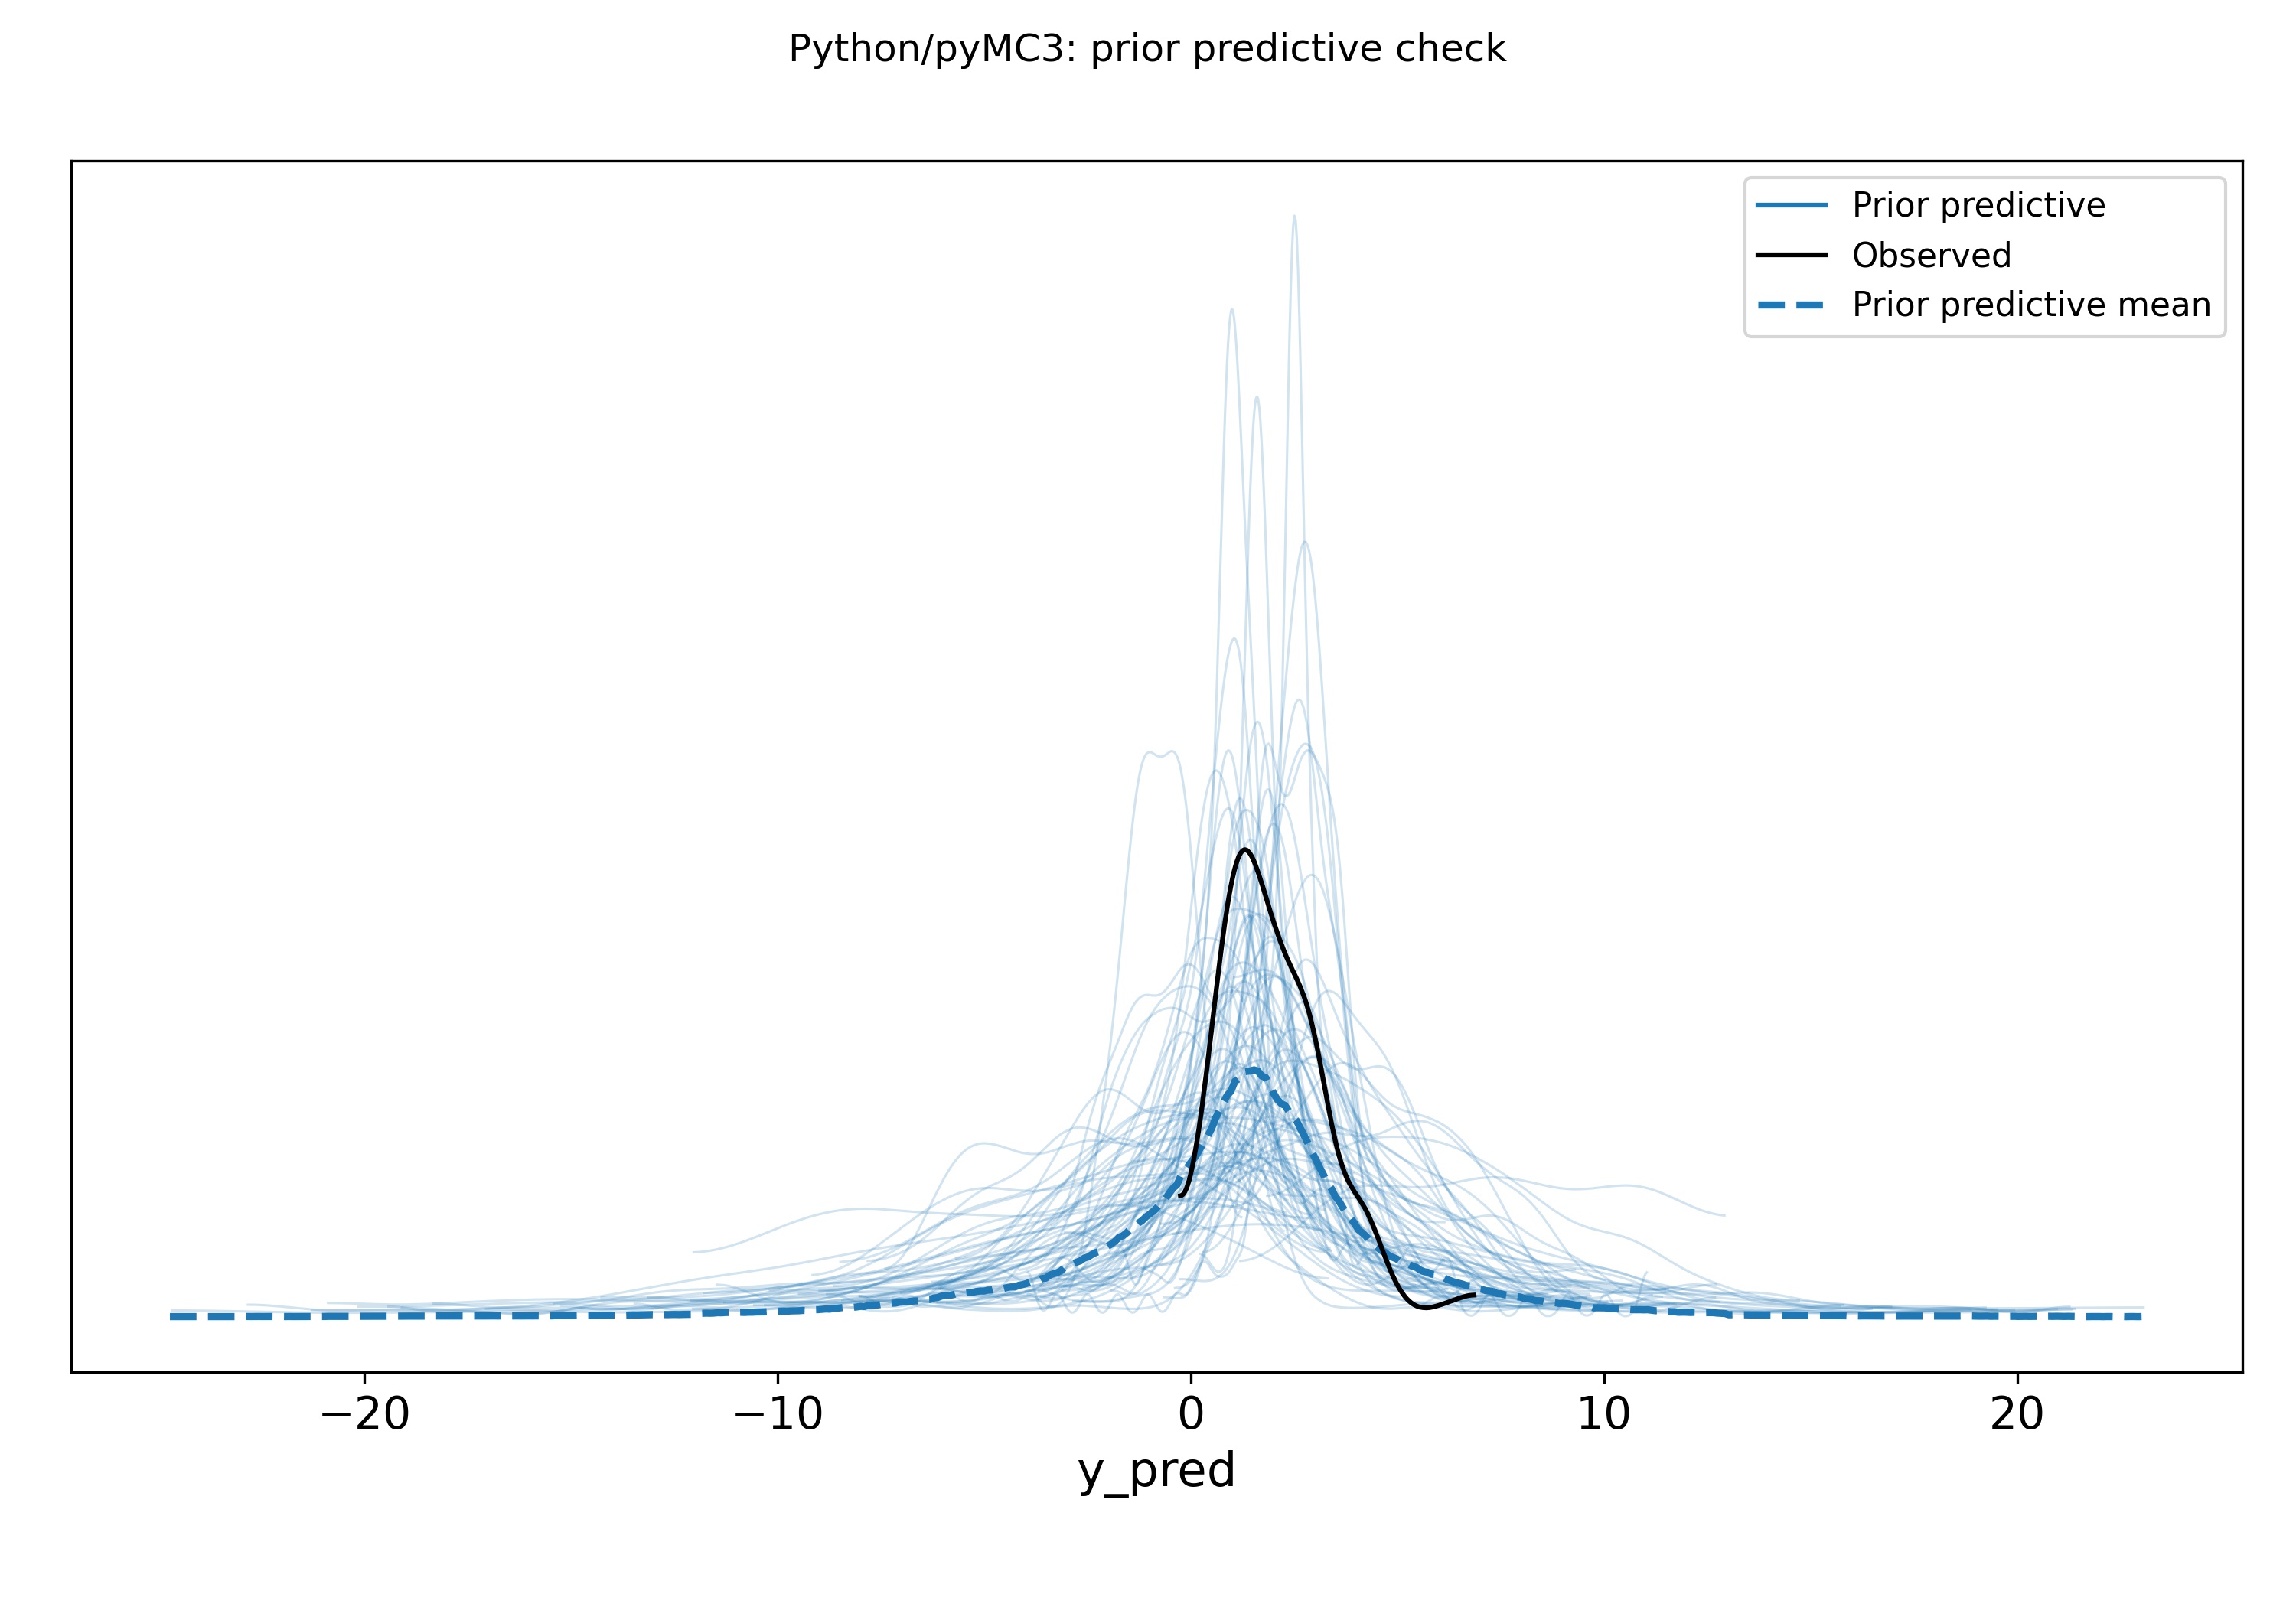 Python/pyMC3: prior predictive check
Prior predictive
Observed
Prior predictive mean
−20
−10
0
10
20
y_pred